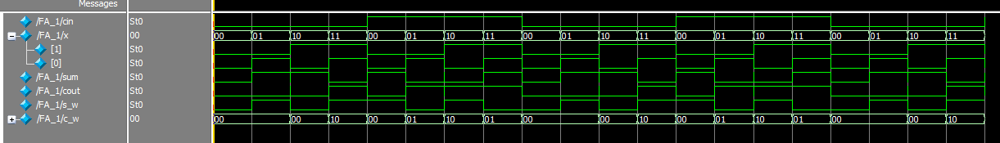 Messages
/FA_1/cin St0
/FA_1/x 00 00 01 10 11 00 01 10 11 00 01 10 11 00 01 10 11 00 01 10 11
[1] St0
[0] St0
/FA_1/sum St0
/FA_1/cout St0
/FA_1/s_w St0
/FA_1/c_w 00 00 00 10 00 01 10 01 00 00 10 00 01 10 01 00 00 10